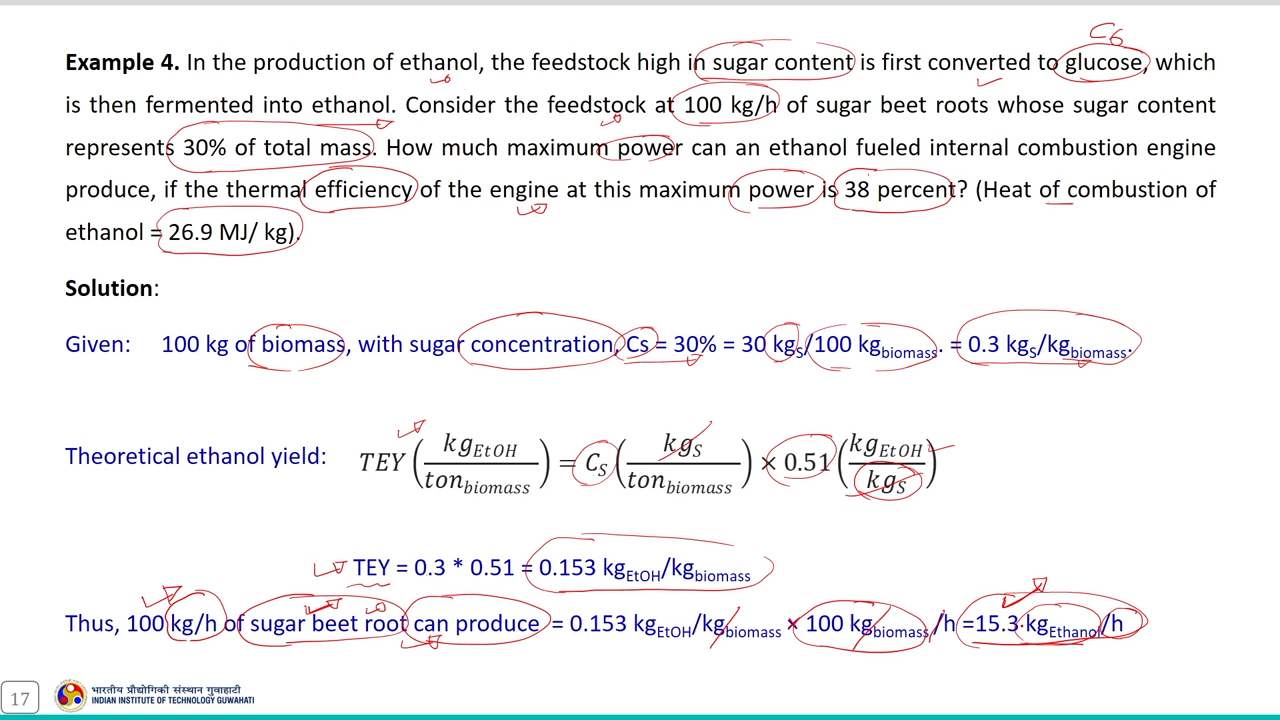 C6
Example 4. In the production of ethanol, the feedstock high in sugar content is first converted to glucose, which
is then fermented into ethanol. Consider the feedstock at 100 kg/h of sugar beet roots whose sugar content
represents 30% of total mass. How much maximum power can an ethanol fueled internal combustion engine
produce, if the thermal efficiency of the engine at this maximum power is 38 percent? (Heat of combustion of
ethanol = 26.9 MJ/ kg).
Solution:
Given: 100 kg of biomass, with sugar concentration, Cs = 30% = 30 kgS/100 kgbiomass. = 0.3 kgS/kgbiomass.
Theoretical ethanol yield: TEY (kgEtOH/tonbiomass) = CS (kgS/tonbiomass) × 0.51 (kgEtOH/kgS)
TEY = 0.3 * 0.51 = 0.153 kgEtOH/kgbiomass
Thus, 100 kg/h of sugar beet root can produce = 0.153 kgEtOH/kgbiomass × 100 kgbiomass /h =15.3 kgEthanol/h
17
भारतीय प्रौद्योगिकी संस्थान गुवाहाटी
INDIAN INSTITUTE OF TECHNOLOGY GUWAHATI